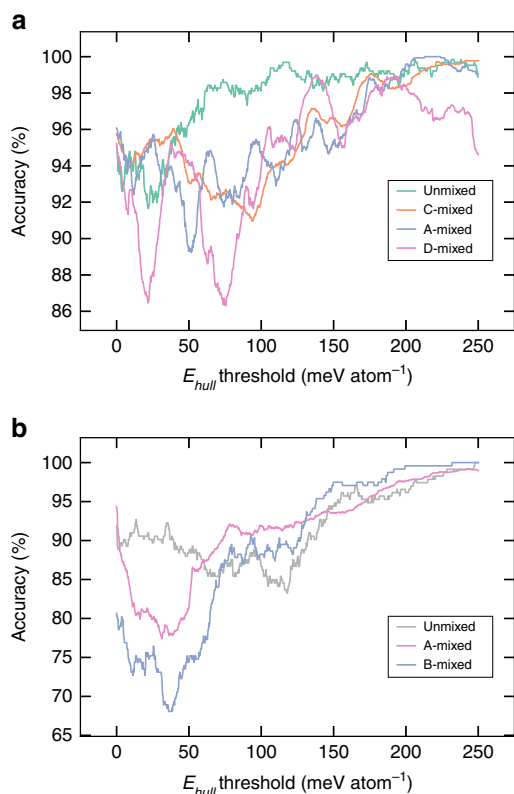 a
100
98
96
94
92
90
88
86
Accuracy (%)
Unmixed
C-mixed
A-mixed
D-mixed
0 50 100 150 200 250
E_hull threshold (meV atom⁻¹)
b
100
95
90
85
80
75
70
65
Accuracy (%)
Unmixed
A-mixed
B-mixed
0 50 100 150 200 250
E_hull threshold (meV atom⁻¹)